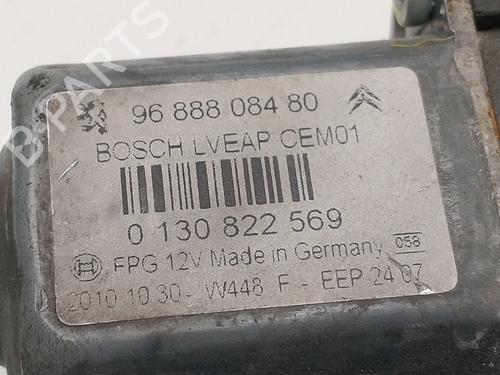 B-PARTS
96 888 084 80
BOSCH LVEAP CEM01
0 130 822 569
FPG 12V Made in Germany 058
2010 10 30 - W448 F - EEP 24 07